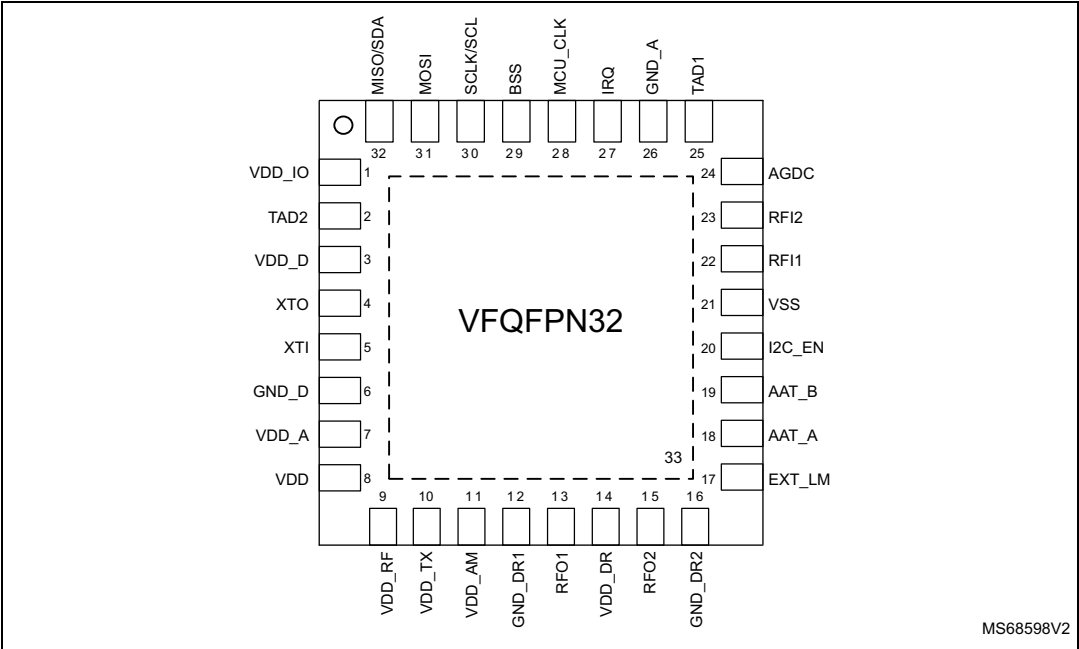 MISO/SDA
MOSI
SCLK/SCL
BSS
MCU_CLK
IRQ
GND_A
TAD1
32 31 30 29 28 27 26 25
VDD_IO 1
TAD2 2
VDD_D 3
XTO 4
XTI 5
GND_D 6
VDD_A 7
VDD 8
VFQFPN32
24 AGDC
23 RFI2
22 RFI1
21 VSS
20 I2C_EN
19 AAT_B
18 AAT_A
17 EXT_LM
33
9 10 11 12 13 14 15 16
VDD_RF
VDD_TX
VDD_AM
GND_DR1
RFO1
VDD_DR
RFO2
GND_DR2
MS68598V2